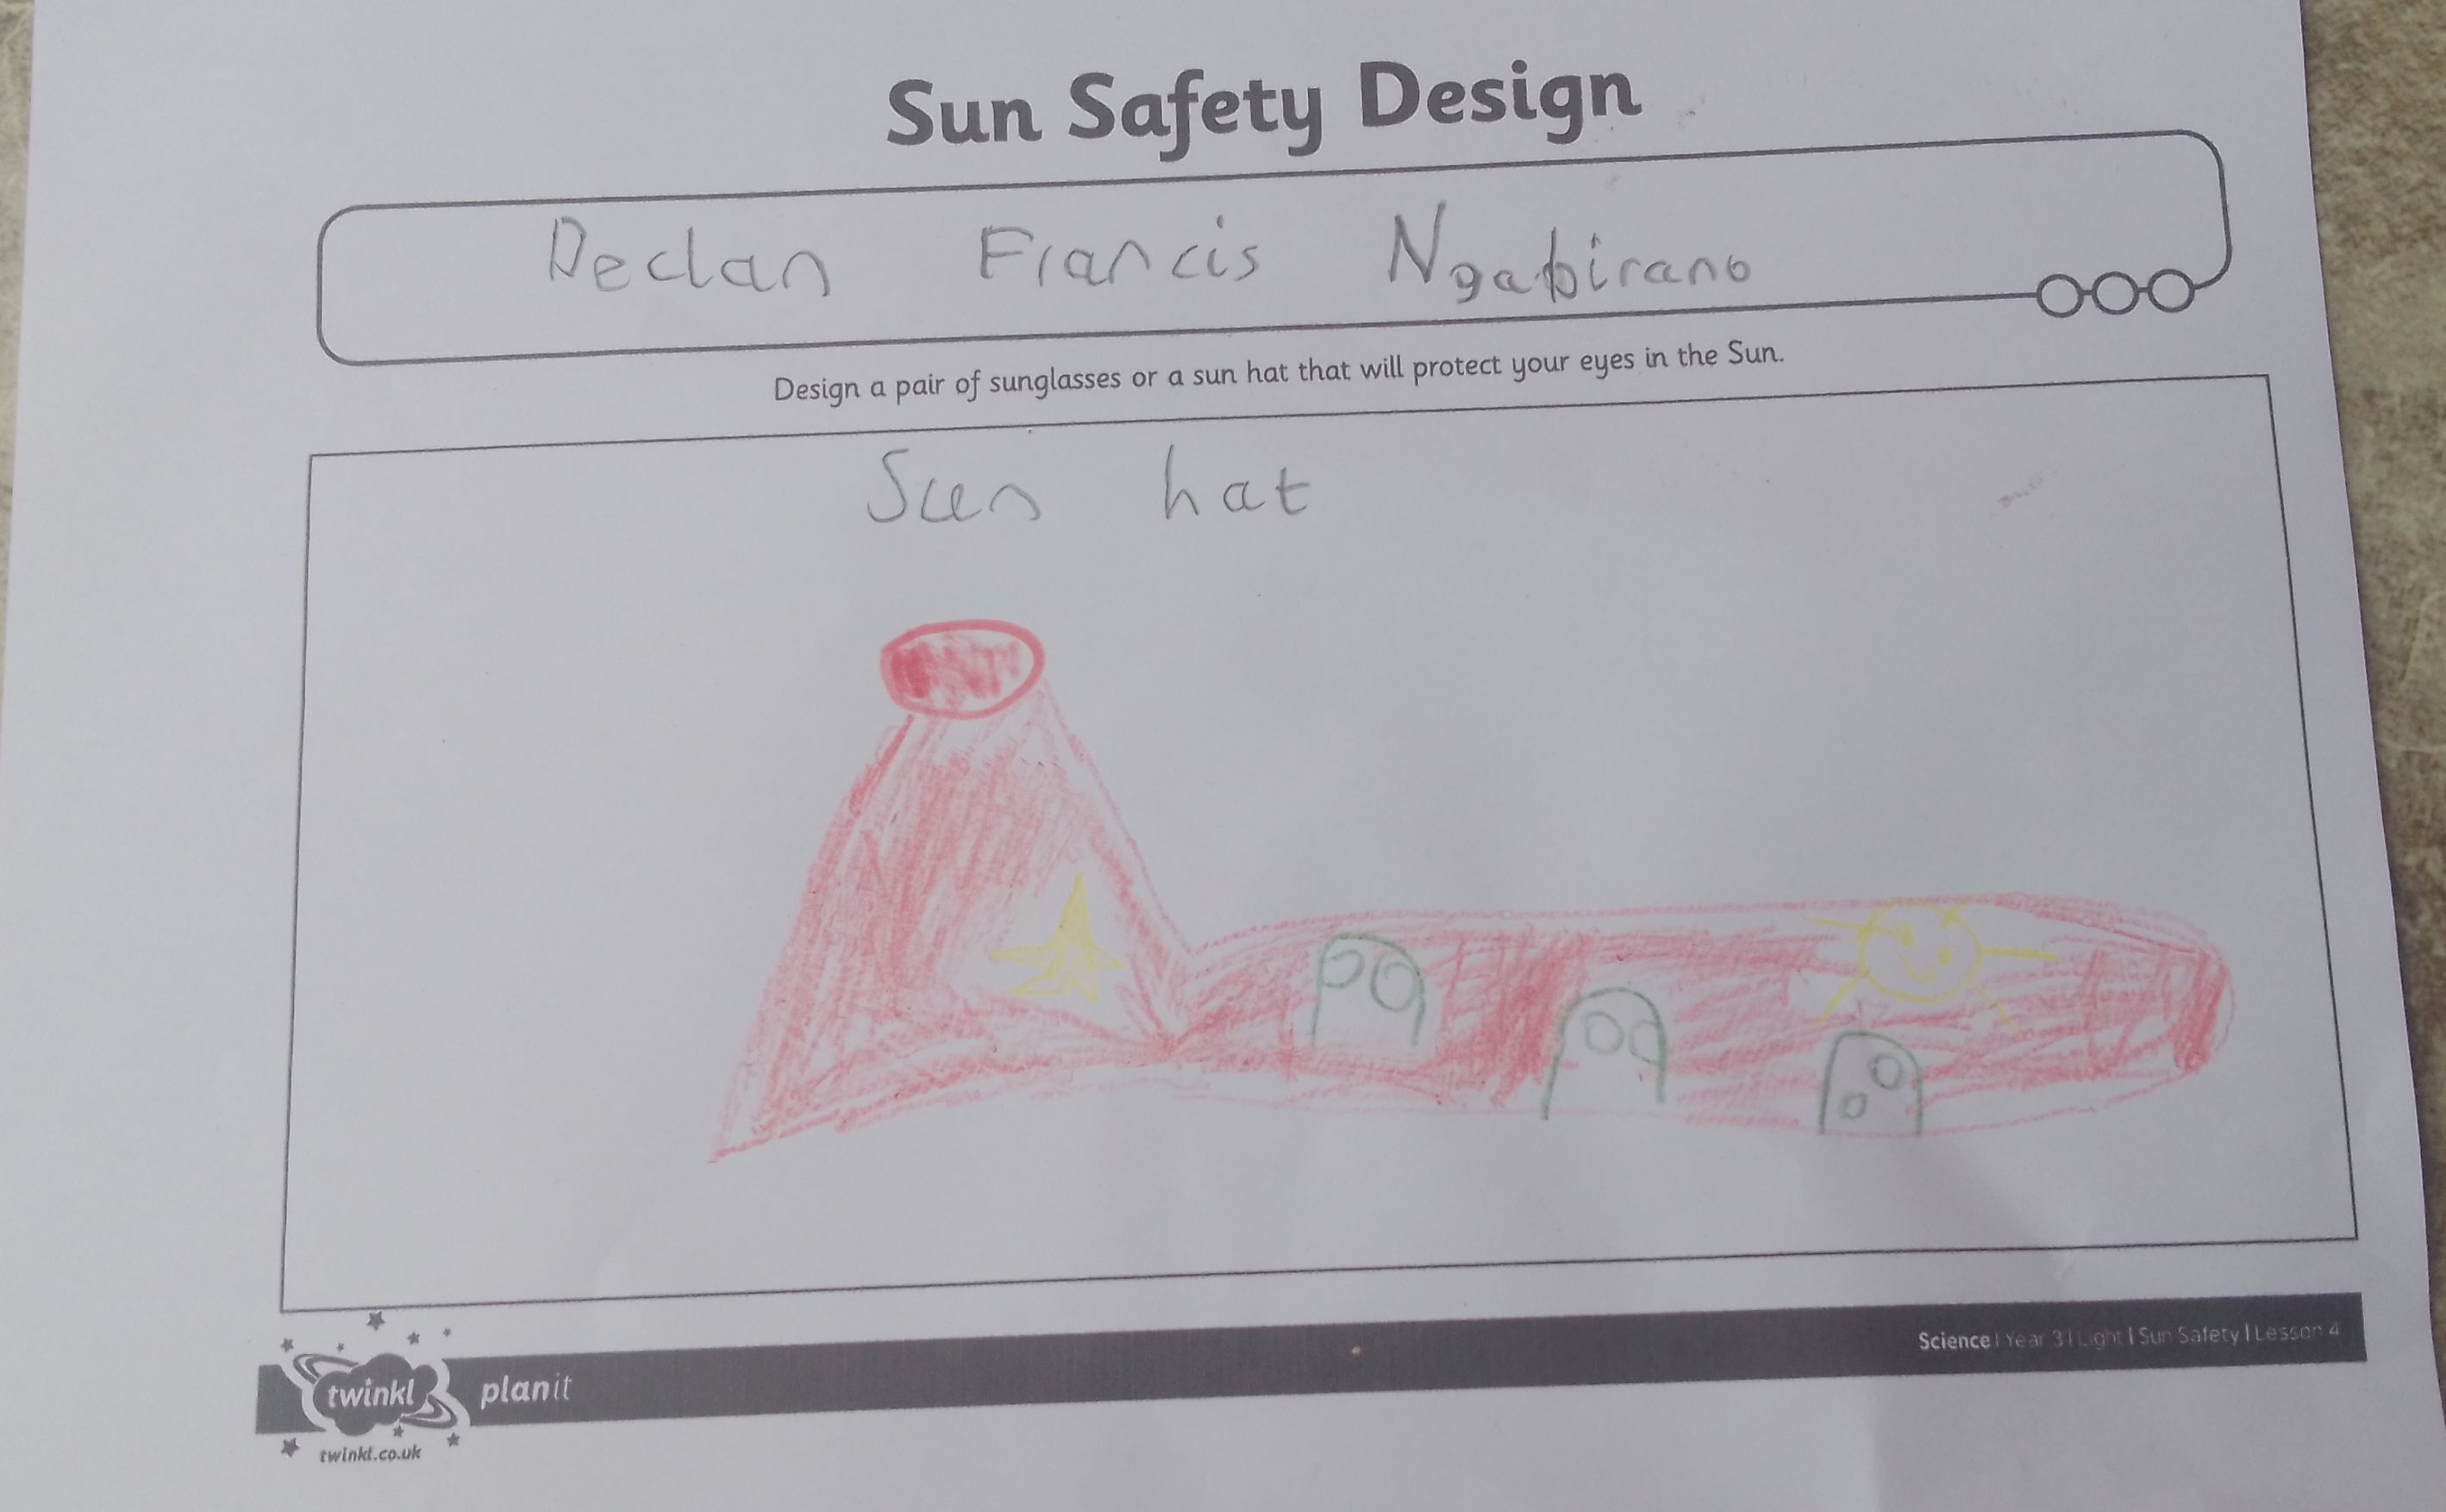 Sun Safety Design
Declan Francis Ngabirano
Design a pair of sunglasses or a sun hat that will protect your eyes in the Sun.
Sun hat
twinkl planit
twinkl.co.uk
Science | Year 3 | Light | Sun Safety | Lesson 4